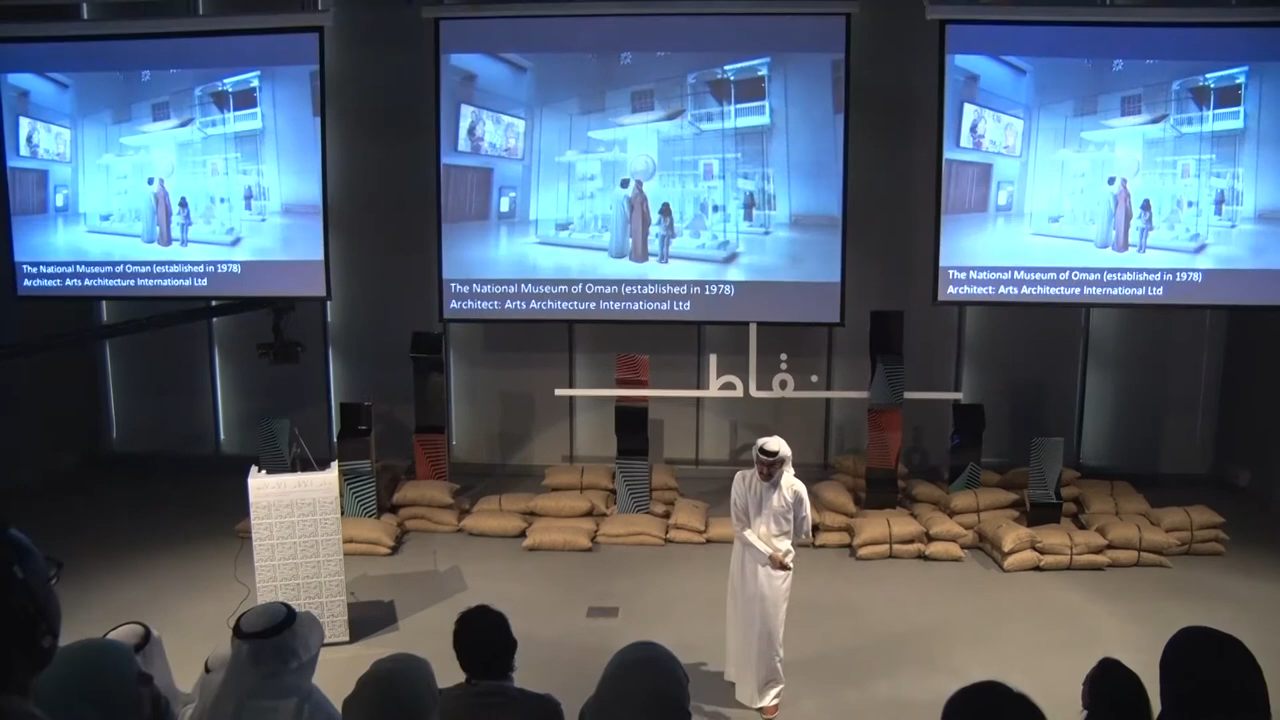 The National Museum of Oman (established in 1978)
Architect: Arts Architecture International Ltd
The National Museum of Oman (established in 1978)
Architect: Arts Architecture International Ltd
The National Museum of Oman (established in 1978)
Architect: Arts Architecture International Ltd
نقاط